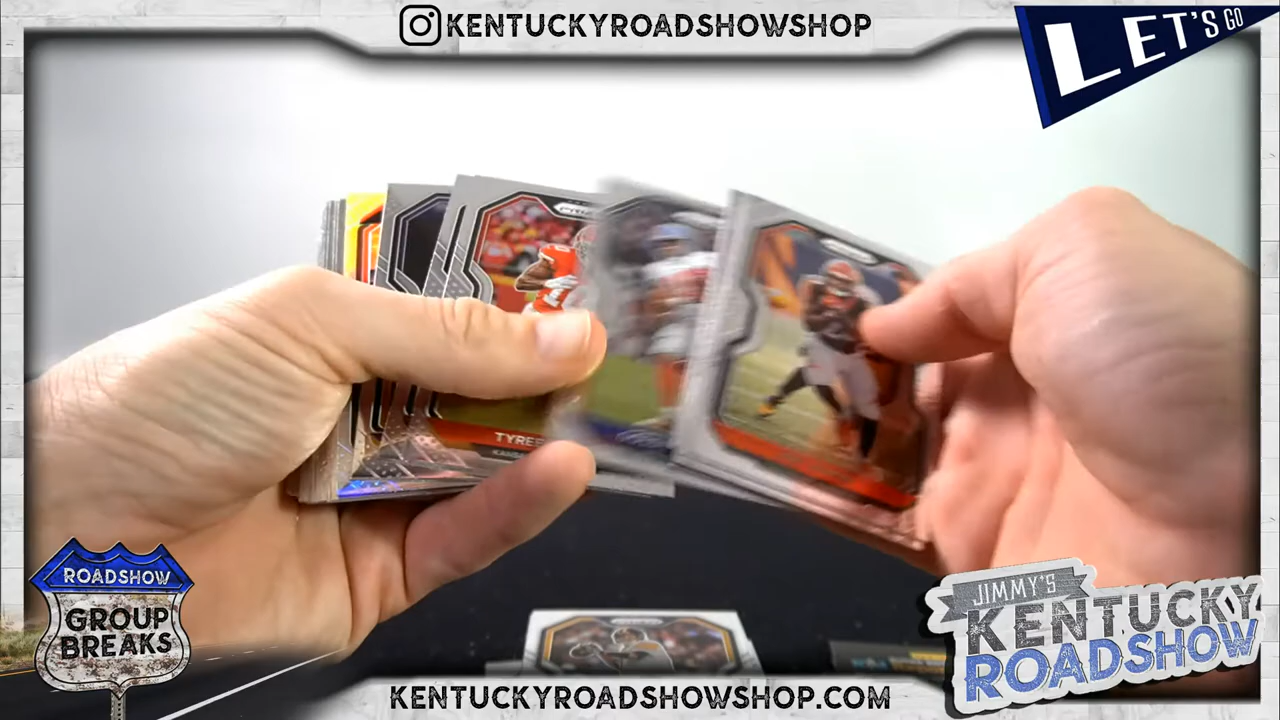 KENTUCKYROADSHOWSHOP
LET'S GO
TYREE
ROADSHOW
GROUP
BREAKS
JIMMY'S
KENTUCKY
ROADSHOW
KENTUCKYROADSHOWSHOP.COM